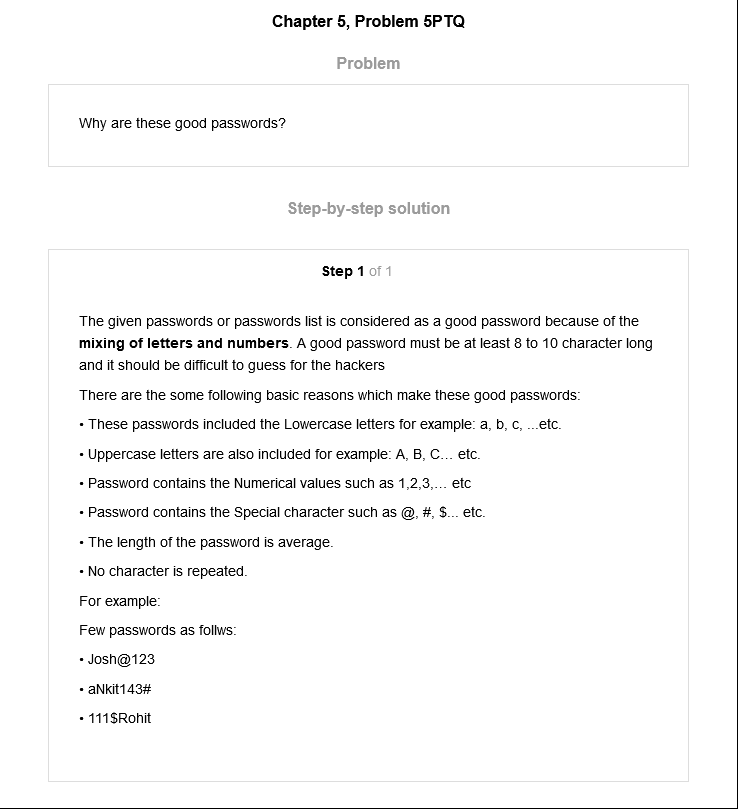 Chapter 5, Problem 5PTQ
Problem
Why are these good passwords?
Step-by-step solution
Step 1 of 1
The given passwords or passwords list is considered as a good password because of the
mixing of letters and numbers. A good password must be at least 8 to 10 character long
and it should be difficult to guess for the hackers
There are the some following basic reasons which make these good passwords:
• These passwords included the Lowercase letters for example: a, b, c, ...etc.
• Uppercase letters are also included for example: A, B, C... etc.
• Password contains the Numerical values such as 1,2,3,... etc
• Password contains the Special character such as @, #, $... etc.
• The length of the password is average.
• No character is repeated.
For example:
Few passwords as follws:
• Josh@123
• aNkit143#
• 111$Rohit